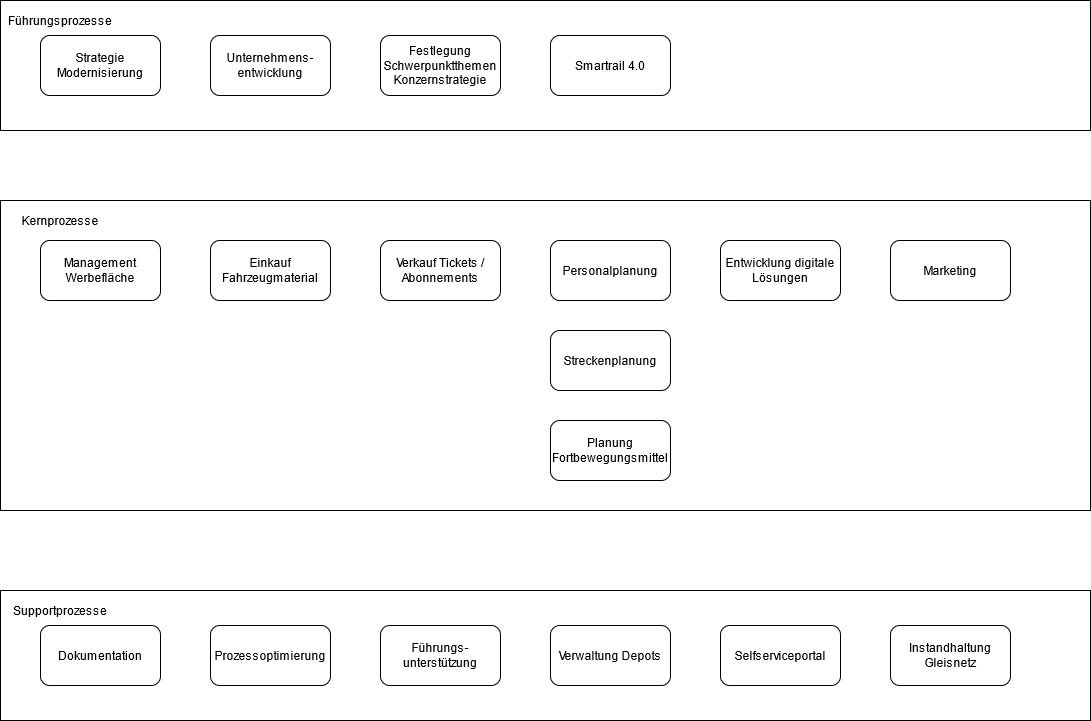 Führungsprozesse
Strategie
Modernisierung
Unternehmens-
entwicklung
Festlegung
Schwerpunktthemen
Konzernstrategie
Smartrail 4.0
Kernprozesse
Management
Werbefläche
Einkauf
Fahrzeugmaterial
Verkauf Tickets /
Abonnements
Personalplanung
Entwicklung digitale
Lösungen
Marketing
Streckenplanung
Planung
Fortbewegungsmittel
Supportprozesse
Dokumentation
Prozessoptimierung
Führungs-
unterstützung
Verwaltung Depots
Selfserviceportal
Instandhaltung
Gleisnetz